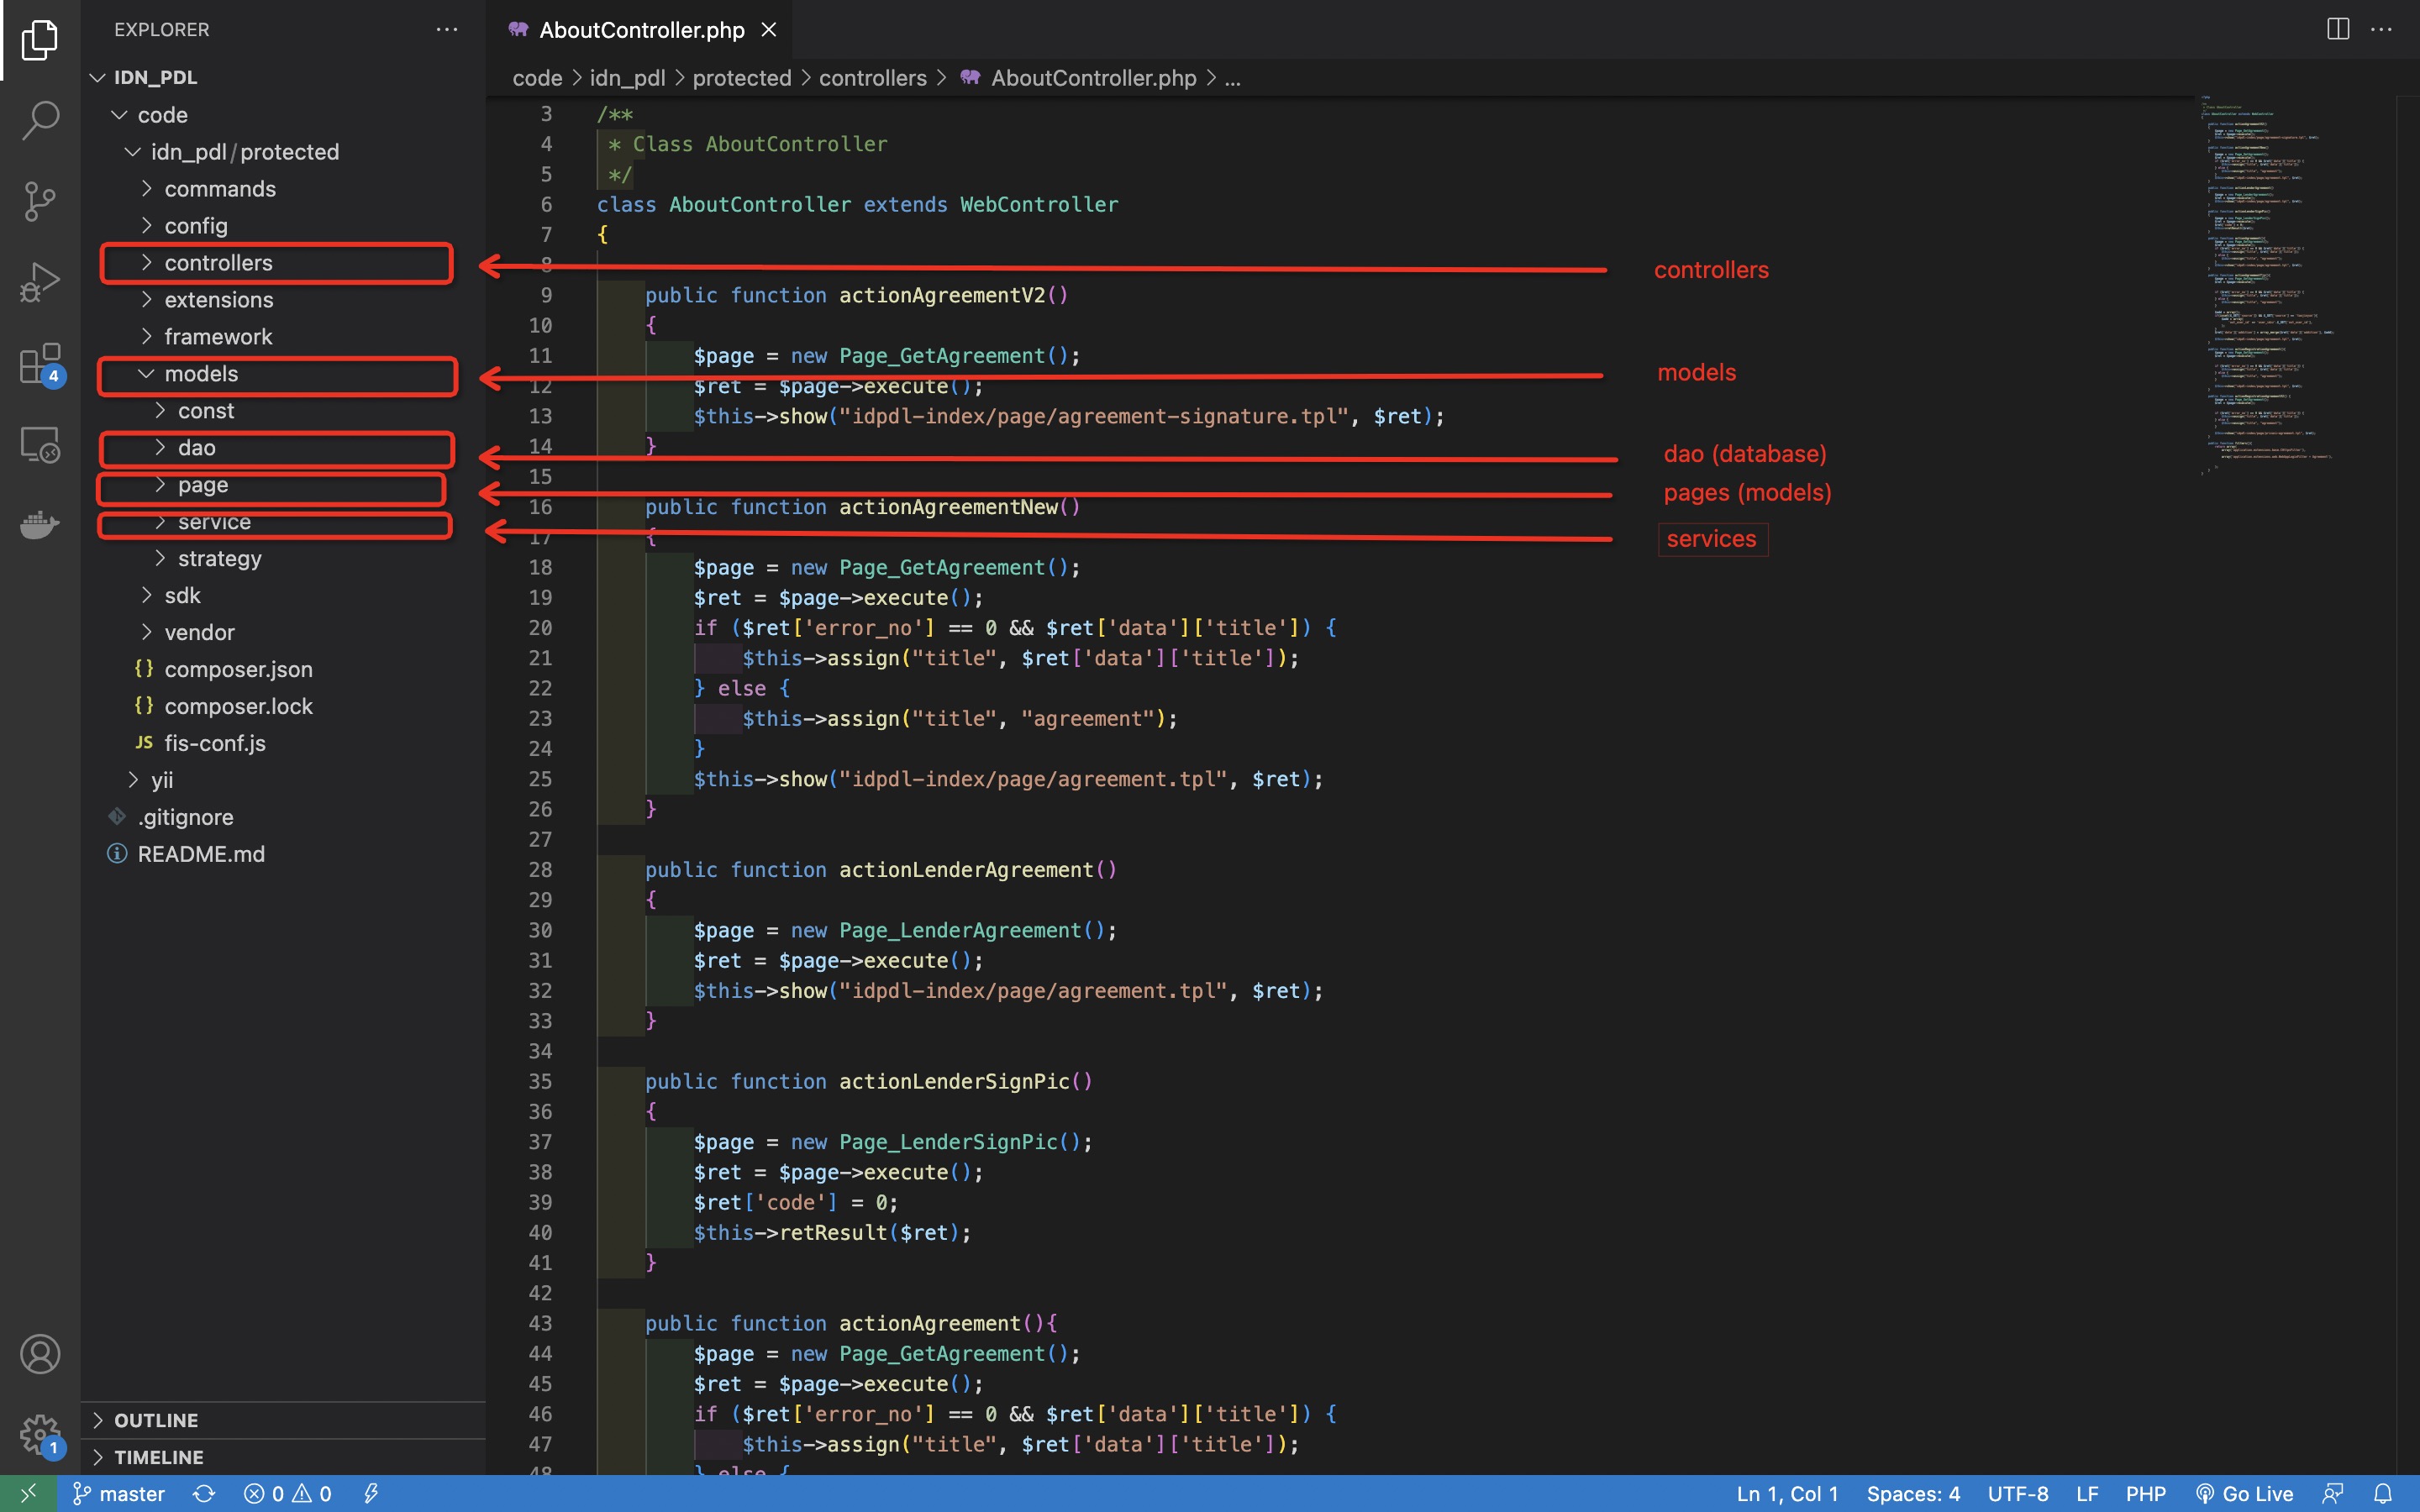 EXPLORER
IDN_PDL
code
idn_pdl/protected
commands
config
controllers
extensions
framework
models
const
dao
page
service
strategy
sdk
vendor
{} composer.json
{} composer.lock
JS fis-conf.js
yii
.gitignore
README.md
OUTLINE
TIMELINE
4
1
AboutController.php
code > idn_pdl > protected > controllers > AboutController.php > ...
3 /**
4 * Class AboutController
5 */
6 class AboutController extends WebController
7 {
8
9 public function actionAgreementV2()
10 {
11 $page = new Page_GetAgreement();
12 $ret = $page->execute();
13 $this->show("idpdl-index/page/agreement-signature.tpl", $ret);
14 }
15
16 public function actionAgreementNew()
17 {
18 $page = new Page_GetAgreement();
19 $ret = $page->execute();
20 if ($ret['error_no'] == 0 && $ret['data']['title']) {
21 $this->assign("title", $ret['data']['title']);
22 } else {
23 $this->assign("title", "agreement");
24 }
25 $this->show("idpdl-index/page/agreement.tpl", $ret);
26 }
27
28 public function actionLenderAgreement()
29 {
30 $page = new Page_LenderAgreement();
31 $ret = $page->execute();
32 $this->show("idpdl-index/page/agreement.tpl", $ret);
33 }
34
35 public function actionLenderSignPic()
36 {
37 $page = new Page_LenderSignPic();
38 $ret = $page->execute();
39 $ret['code'] = 0;
40 $this->retResult($ret);
41 }
42
43 public function actionAgreement(){
44 $page = new Page_GetAgreement();
45 $ret = $page->execute();
46 if ($ret['error_no'] == 0 && $ret['data']['title']) {
47 $this->assign("title", $ret['data']['title']);
48 } else {
controllers
models
dao (database)
pages (models)
services
master
0 0
Ln 1, Col 1
Spaces: 4
UTF-8
LF
PHP
Go Live